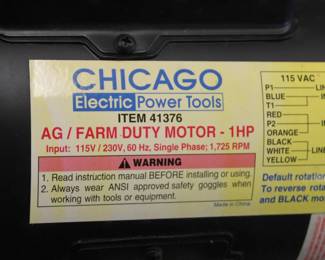 CHICAGO
Electric Power Tools
ITEM 41376
AG / FARM DUTY MOTOR - 1HP
Input: 115V / 230V, 60 Hz, Single Phase; 1,725 RPM
WARNING
1. Read instruction manual BEFORE installing or using.
2. Always wear ANSI approved safety goggles when
working with tools or equipment.
Made in China.
115 VAC
P1
BLUE
T1
RED
P2
ORANGE
BLACK
WHITE
YELLOW
Default rotation
To reverse rota
and BLACK mo